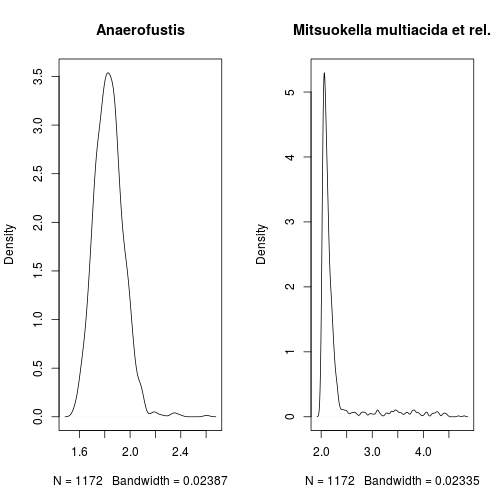 Anaerofustis
Density
0.0 0.5 1.0 1.5 2.0 2.5 3.0 3.5
1.6 2.0 2.4
N = 1172 Bandwidth = 0.02387
Mitsuokella multiacida et rel.
Density
0 1 2 3 4 5
2.0 3.0 4.0
N = 1172 Bandwidth = 0.02335